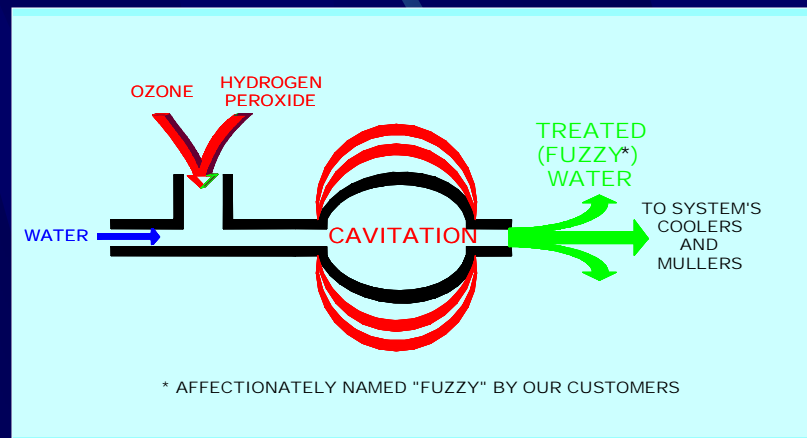 OZONE
HYDROGEN
PEROXIDE
TREATED
(FUZZY*)
WATER
WATER
CAVITATION
TO SYSTEM'S
COOLERS
AND
MULLERS
* AFFECTIONATELY NAMED "FUZZY" BY OUR CUSTOMERS